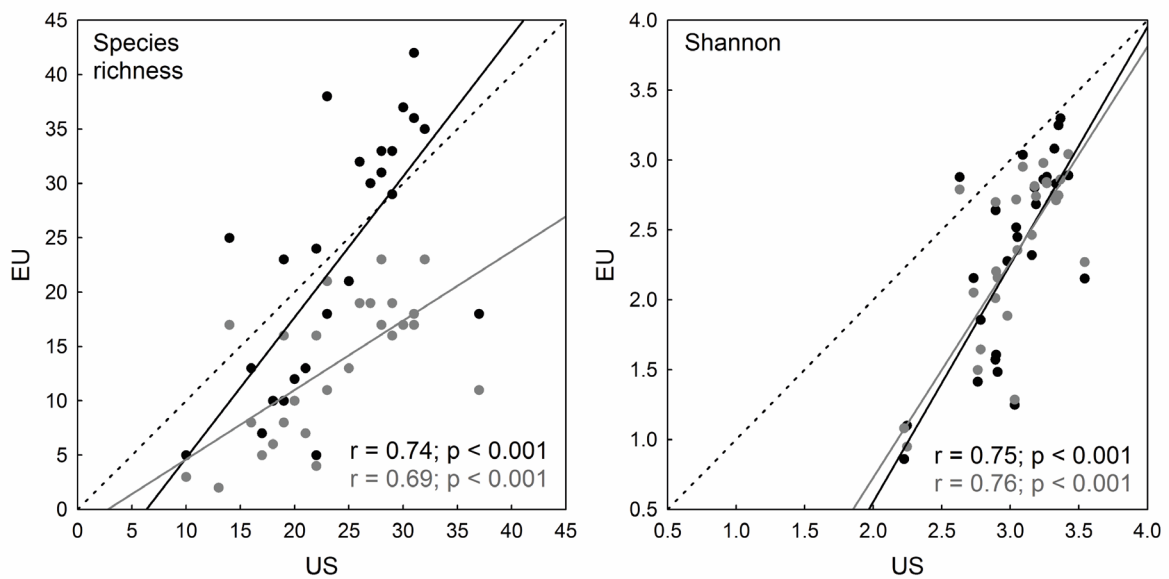 Species
richness
45
40
35
30
25
20
15
10
5
0
EU
r = 0.74; p < 0.001
r = 0.69; p < 0.001
0 5 10 15 20 25 30 35 40 45
US
Shannon
4.0
3.5
3.0
2.5
2.0
1.5
1.0
0.5
EU
r = 0.75; p < 0.001
r = 0.76; p < 0.001
0.5 1.0 1.5 2.0 2.5 3.0 3.5 4.0
US